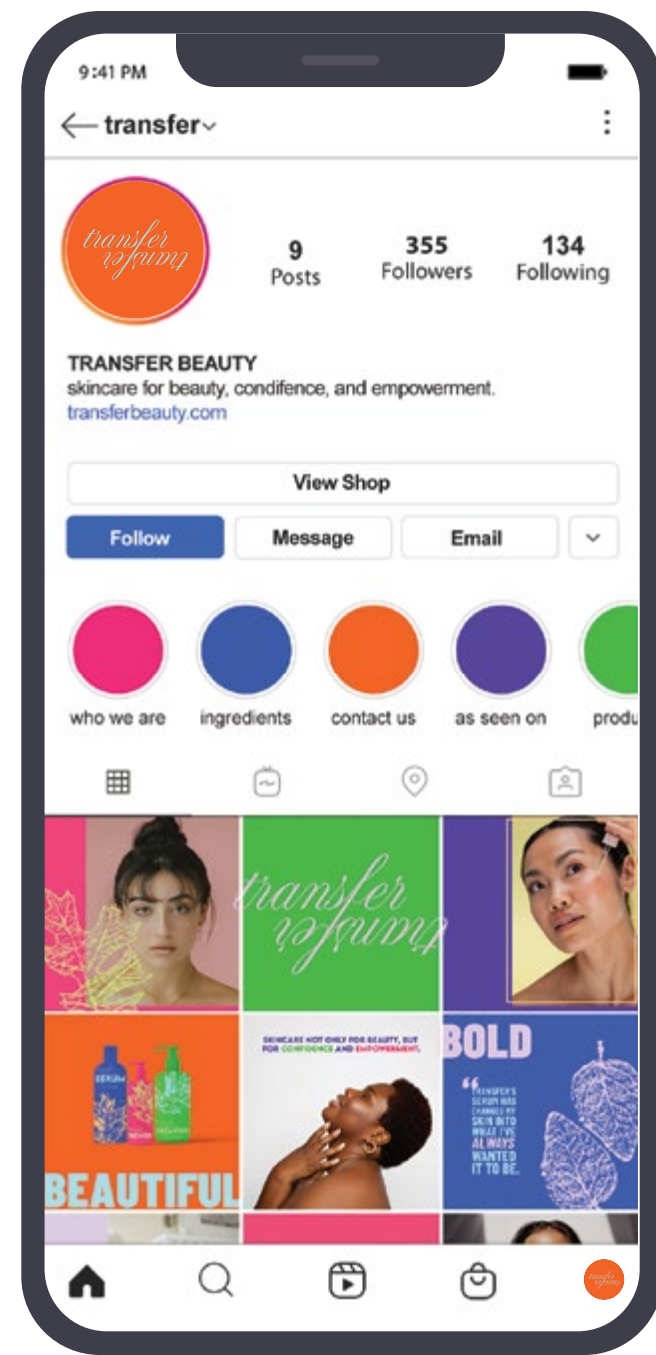 9:41 PM
transfer
transfer
transfer
9
Posts
355
Followers
134
Following
TRANSFER BEAUTY
skincare for beauty, condifence, and empowerment.
transferbeauty.com
View Shop
Follow
Message
Email
who we are
ingredients
contact us
as seen on
produ
transfer
transfer
SERUM
BEAUTIFUL
SKINCARE NOT ONLY FOR BEAUTY, BUT
FOR CONFIDENCE AND EMPOWERMENT.
BOLD
“TRANSFER'S
SERUM HAS
CHANGED MY
SKIN INTO
WHAT I'VE
ALWAYS
WANTED
IT TO BE.
transfer
transfer